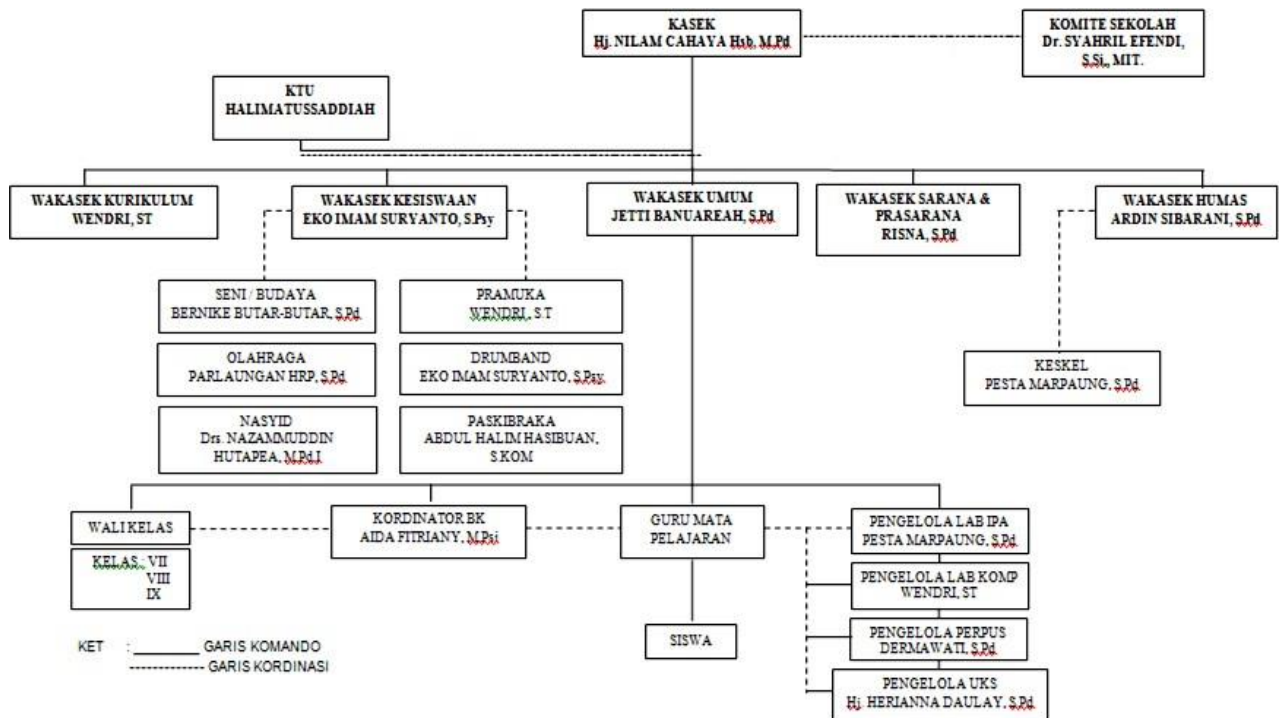 KASEK
Hj. NILAM CAHAYA Hsb, M.Pd
KOMITE SEKOLAH
Dr. SYAHRIL EFENDI,
S.Si., MIT.
KTU
HALIMATUSSADDIAH
WAKASEK KURIKULUM
WENDRI, ST
WAKASEK KESISWAAN
EKO IMAM SURYANTO, S.Psy
WAKASEK UMUM
JETTI BANUAREAH, S.Pd
WAKASEK SARANA &
PRASARANA
RISNA, S.Pd
WAKASEK HUMAS
ARDIN SIBARANI, S.Pd
SENI / BUDAYA
BERNIKE BUTAR-BUTAR, S.Pd
PRAMUKA
WENDRI, S.T
OLAHRAGA
PARLAUNGAN HRP, S.Pd
DRUMBAND
EKO IMAM SURYANTO, S.Psy
KESKEL
PESTA MARPAUNG, S.Pd
NASYID
Drs. NAZAMMUDDIN
HUTAPEA, M.Pd.I
PASKIBRAKA
ABDUL HALIM HASIBUAN,
S.KOM
WALI KELAS
KELAS : VII
VIII
IX
KORDINATOR BK
AIDA FITRIANY, M.Psi
GURU MATA
PELAJARAN
SISWA
PENGELOLA LAB IPA
PESTA MARPAUNG, S.Pd
PENGELOLA LAB KOMP
WENDRI, ST
PENGELOLA PERPUS
DERMAWATI, S.Pd
PENGELOLA UKS
Hj. HERIANNA DAULAY, S.Pd
KET : ________ GARIS KOMANDO
---------------- GARIS KORDINASI